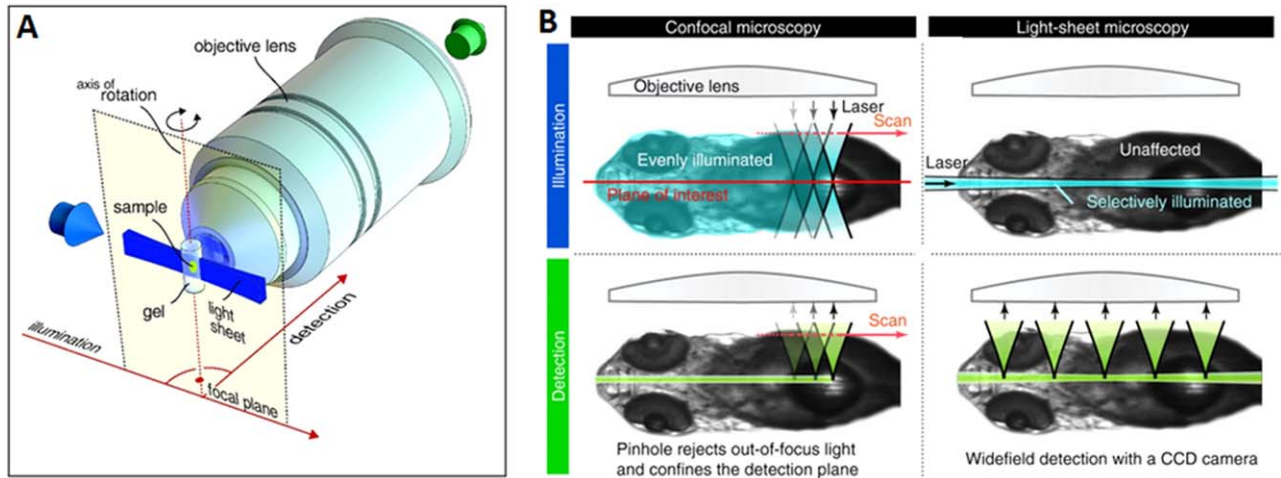 A
objective lens
axis of
rotation
sample
gel
light
sheet
illumination
detection
focal plane
B
Confocal microscopy
Light-sheet microscopy
Illumination
Objective lens
Laser
Scan
Evenly illuminated
Plane of interest
Laser
Unaffected
Selectively illuminated
Detection
Scan
Pinhole rejects out-of-focus light
and confines the detection plane
Widefield detection with a CCD camera